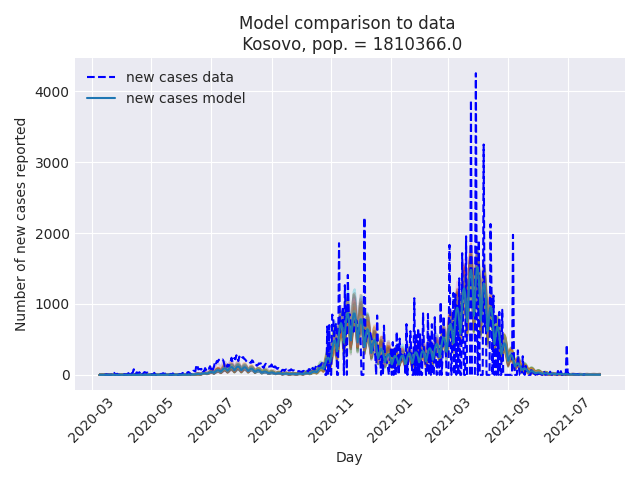 Model comparison to data
Kosovo, pop. = 1810366.0
new cases data
new cases model
Number of new cases reported
4000
3000
2000
1000
0
2020-03
2020-05
2020-07
2020-09
2020-11
2021-01
2021-03
2021-05
2021-07
Day